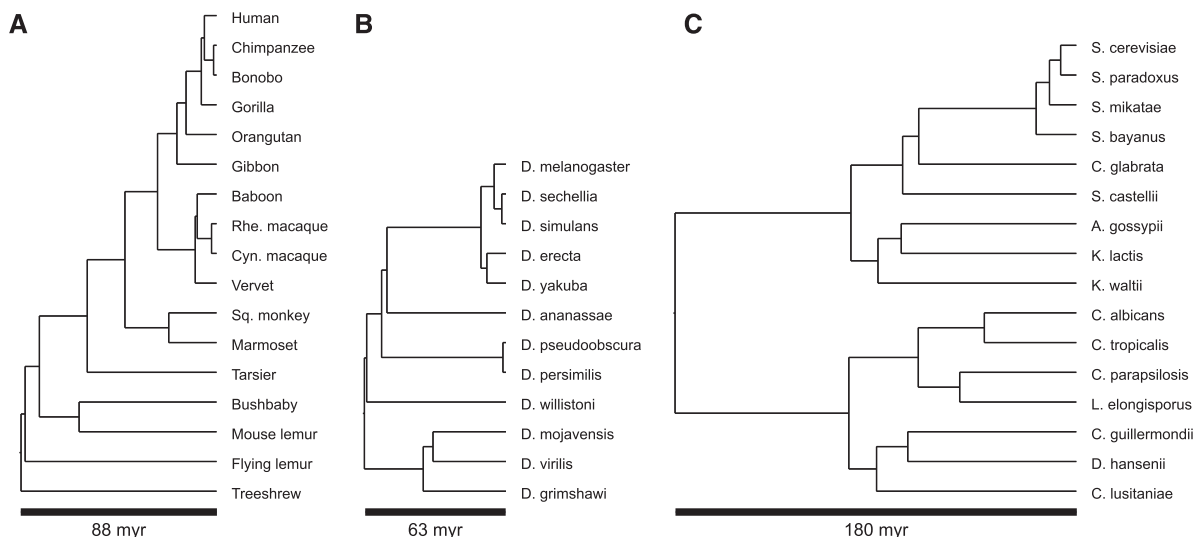 A
Human
Chimpanzee
Bonobo
Gorilla
Orangutan
Gibbon
Baboon
Rhe. macaque
Cyn. macaque
Vervet
Sq. monkey
Marmoset
Tarsier
Bushbaby
Mouse lemur
Flying lemur
Treeshrew
88 myr
B
D. melanogaster
D. sechellia
D. simulans
D. erecta
D. yakuba
D. ananassae
D. pseudoobscura
D. persimilis
D. willistoni
D. mojavensis
D. virilis
D. grimshawi
63 myr
C
S. cerevisiae
S. paradoxus
S. mikatae
S. bayanus
C. glabrata
S. castellii
A. gossypii
K. lactis
K. waltii
C. albicans
C. tropicalis
C. parapsilosis
L. elongisporus
C. guillermondii
D. hansenii
C. lusitaniae
180 myr